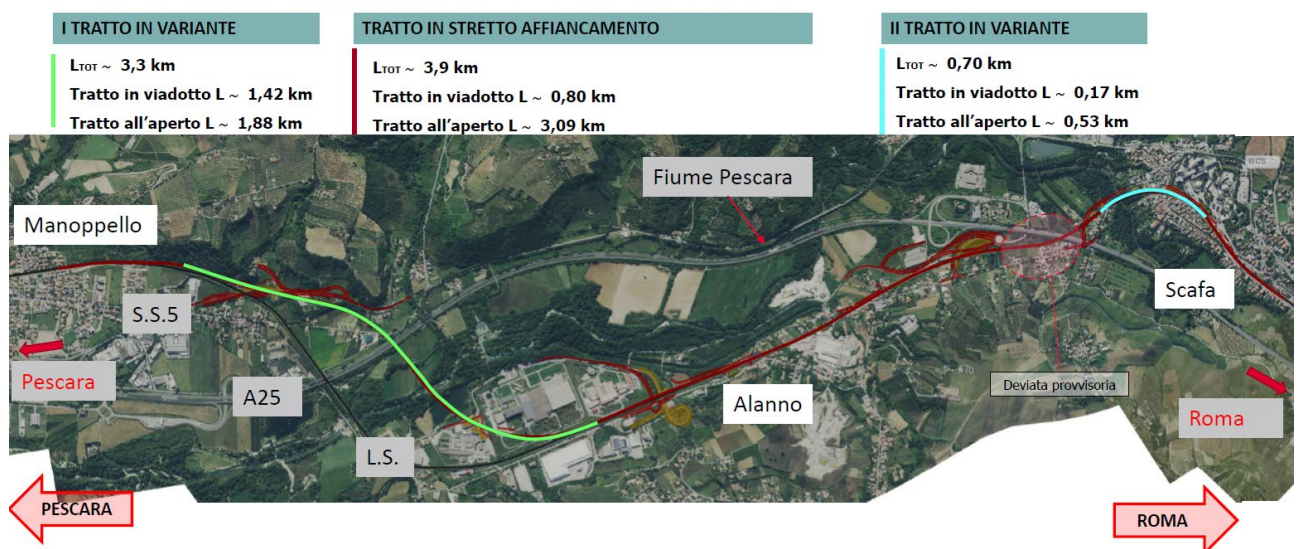 I TRATTO IN VARIANTE
LTOT ~ 3,3 km
Tratto in viadotto L ~ 1,42 km
Tratto all'aperto L ~ 1,88 km
TRATTO IN STRETTO AFFIANCAMENTO
LTOT ~ 3,9 km
Tratto in viadotto L ~ 0,80 km
Tratto all'aperto L ~ 3,09 km
II TRATTO IN VARIANTE
LTOT ~ 0,70 km
Tratto in viadotto L ~ 0,17 km
Tratto all'aperto L ~ 0,53 km
WCS
Fiume Pescara
Manoppello
S.S.5
Scafa
Pescara
A25
Deviata provvisoria
Alanno
Roma
L.S.
PESCARA
ROMA